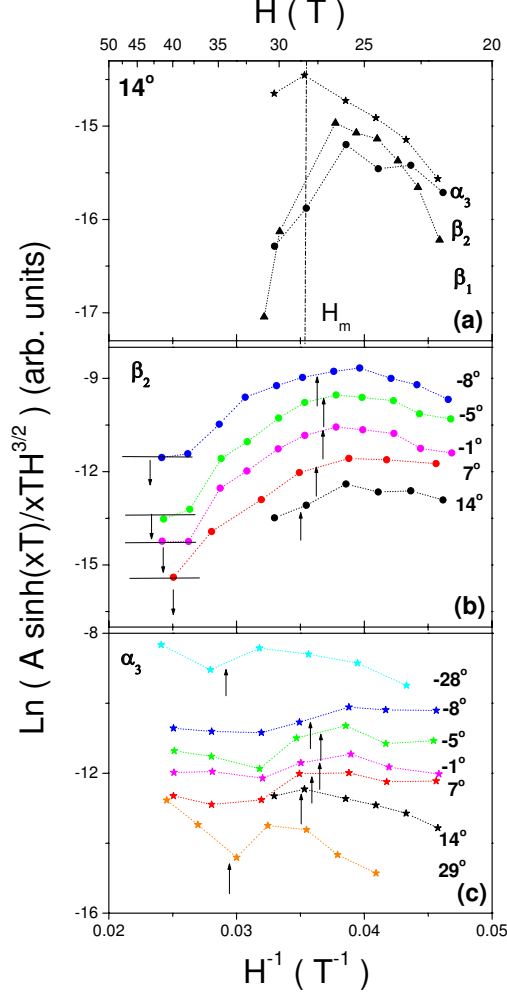 H ( T )
50 45 40 35 30 25 20
14°
-15
-16
-17
α3
β2
β1
Hm
(a)
β2
-9
-12
-15
-8°
-5°
-1°
7°
14°
(b)
Ln ( A sinh(xT)/xTH^3/2 ) (arb. units)
α3
-8
-12
-16
-28°
-8°
-5°
-1°
7°
14°
29°
(c)
0.02 0.03 0.04 0.05
H^-1 ( T^-1 )